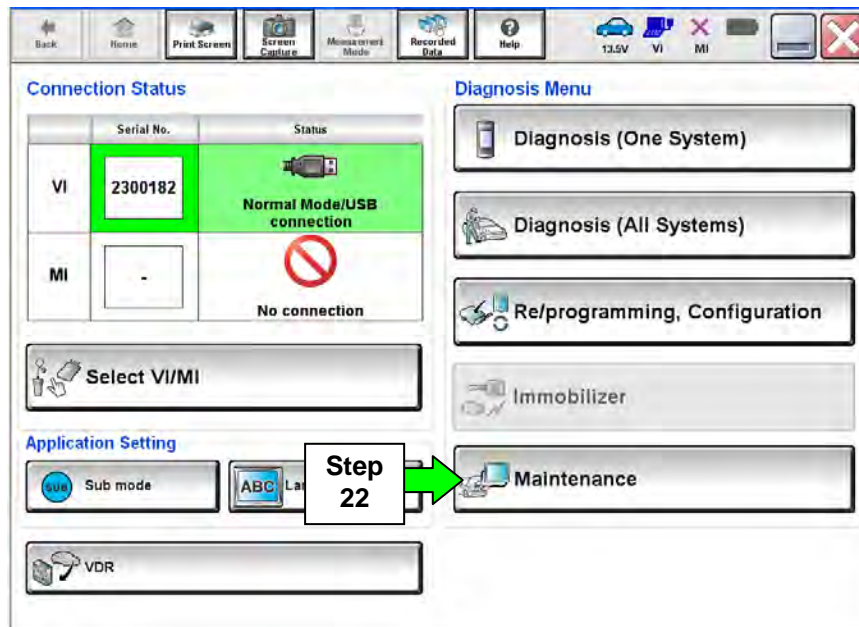 Back
Home
Print Screen
Screen
Capture
Measurement
Mode
Recorded
Data
Help
13.5V
VI
MI
Connection Status
Serial No.
Status
VI
2300182
Normal Mode/USB
connection
MI
-
No connection
Select VI/MI
Application Setting
SUB
Sub mode
ABC
Step
22
VDR
Diagnosis Menu
Diagnosis (One System)
Diagnosis (All Systems)
Re/programming, Configuration
Immobilizer
Maintenance